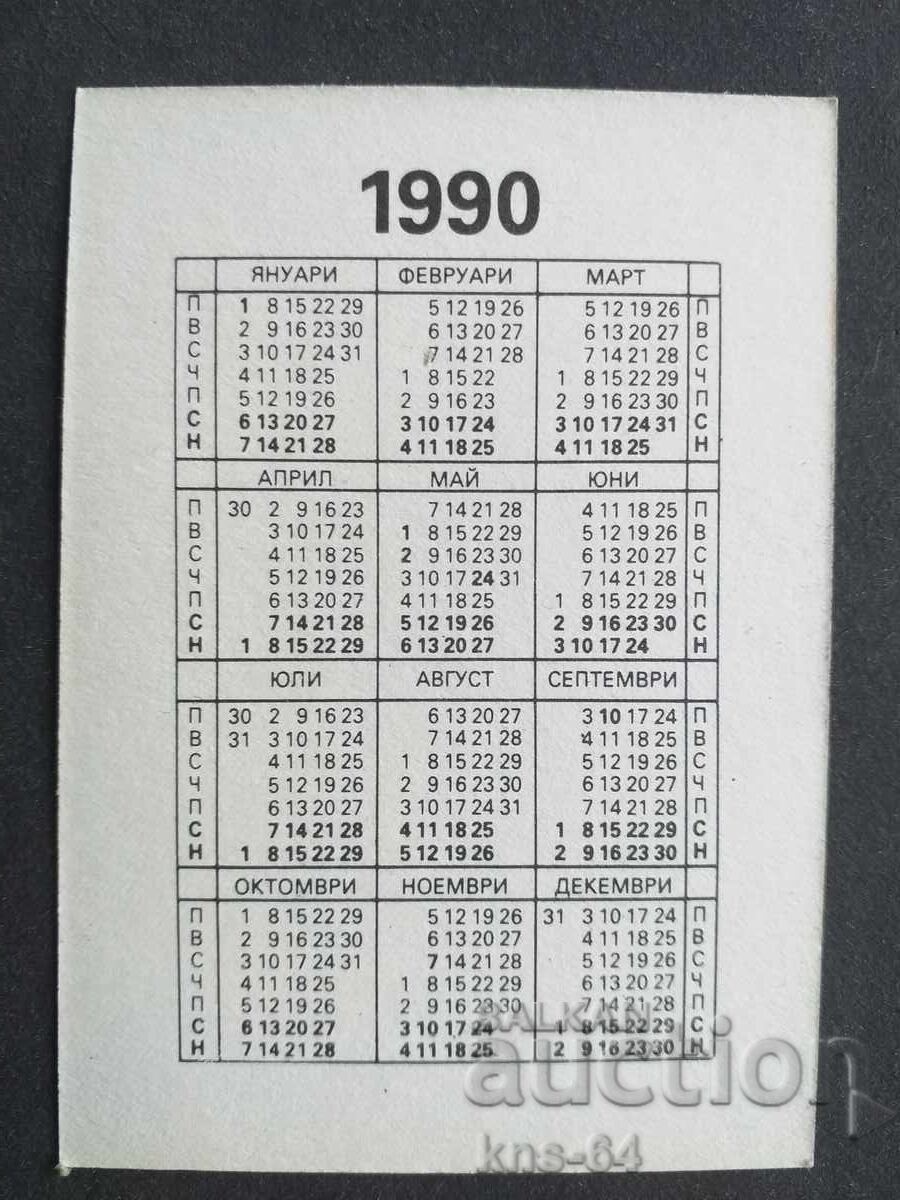 1990
ЯНУАРИ ФЕВРУАРИ МАРТ
П 1 8 15 22 29 5 12 19 26 5 12 19 26 П
В 2 9 16 23 30 6 13 20 27 6 13 20 27 В
С 3 10 17 24 31 7 14 21 28 7 14 21 28 С
Ч 4 11 18 25 1 8 15 22 1 8 15 22 29 Ч
П 5 12 19 26 2 9 16 23 2 9 16 23 30 П
С 6 13 20 27 3 10 17 24 3 10 17 24 31 С
Н 7 14 21 28 4 11 18 25 4 11 18 25 Н
АПРИЛ МАЙ ЮНИ
П 30 2 9 16 23 7 14 21 28 4 11 18 25 П
В 3 10 17 24 1 8 15 22 29 5 12 19 26 В
С 4 11 18 25 2 9 16 23 30 6 13 20 27 С
Ч 5 12 19 26 3 10 17 24 31 7 14 21 28 Ч
П 6 13 20 27 4 11 18 25 1 8 15 22 29 П
С 7 14 21 28 5 12 19 26 2 9 16 23 30 С
Н 1 8 15 22 29 6 13 20 27 3 10 17 24 Н
ЮЛИ АВГУСТ СЕПТЕМВРИ
П 30 2 9 16 23 6 13 20 27 3 10 17 24 П
В 31 3 10 17 24 7 14 21 28 4 11 18 25 В
С 4 11 18 25 1 8 15 22 29 5 12 19 26 С
Ч 5 12 19 26 2 9 16 23 30 6 13 20 27 Ч
П 6 13 20 27 3 10 17 24 31 7 14 21 28 П
С 7 14 21 28 4 11 18 25 1 8 15 22 29 С
Н 1 8 15 22 29 5 12 19 26 2 9 16 23 30 Н
ОКТОМВРИ НОЕМВРИ ДЕКЕМВРИ
П 1 8 15 22 29 5 12 19 26 31 3 10 17 24 П
В 2 9 16 23 30 6 13 20 27 4 11 18 25 В
С 3 10 17 24 31 7 14 21 28 5 12 19 26 С
Ч 4 11 18 25 1 8 15 22 29 6 13 20 27 Ч
П 5 12 19 26 2 9 16 23 30 7 14 21 28 П
С 6 13 20 27 3 10 17 24 1 8 15 22 29 С
Н 7 14 21 28 4 11 18 25 2 9 16 23 30 Н
BALKAN
auction
kns-64